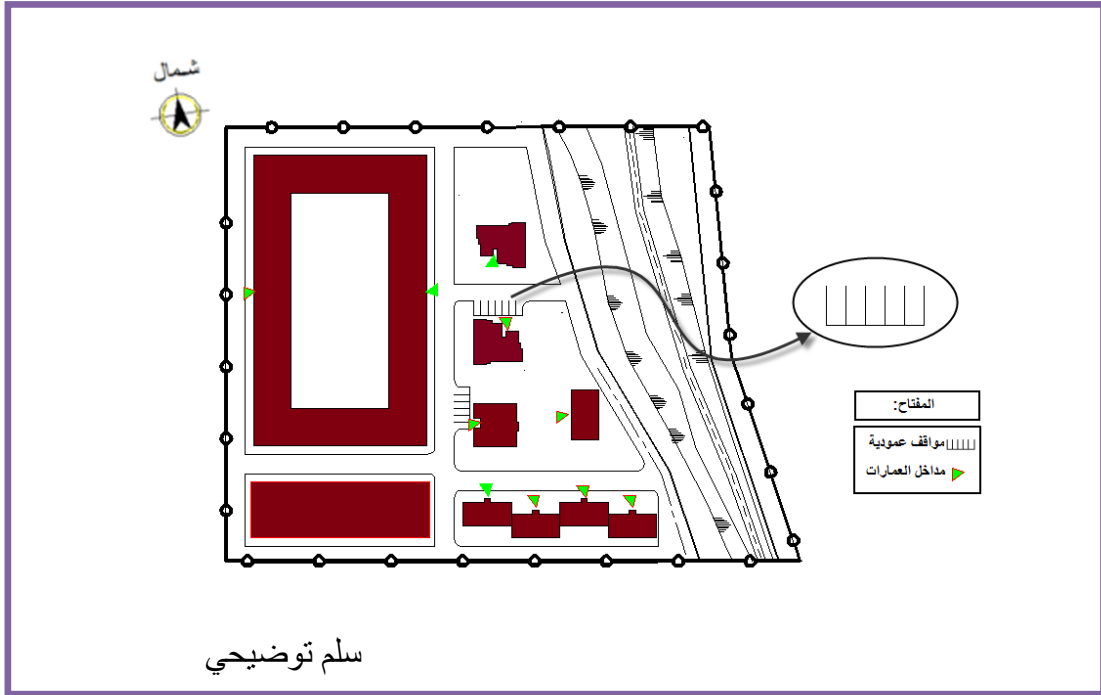 شمال
المفتاح:
مواقف عمودية
مداخل العمارات
سلم توضيحي